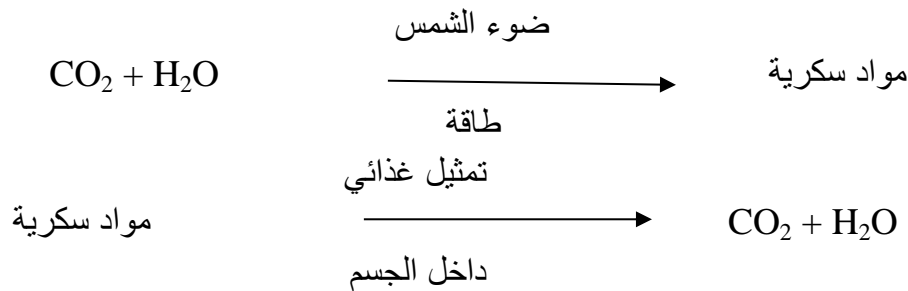 ضوء الشمس
CO₂ + H₂O
مواد سكرية
طاقة
تمثيل غذائي
مواد سكرية
CO₂ + H₂O
داخل الجسم